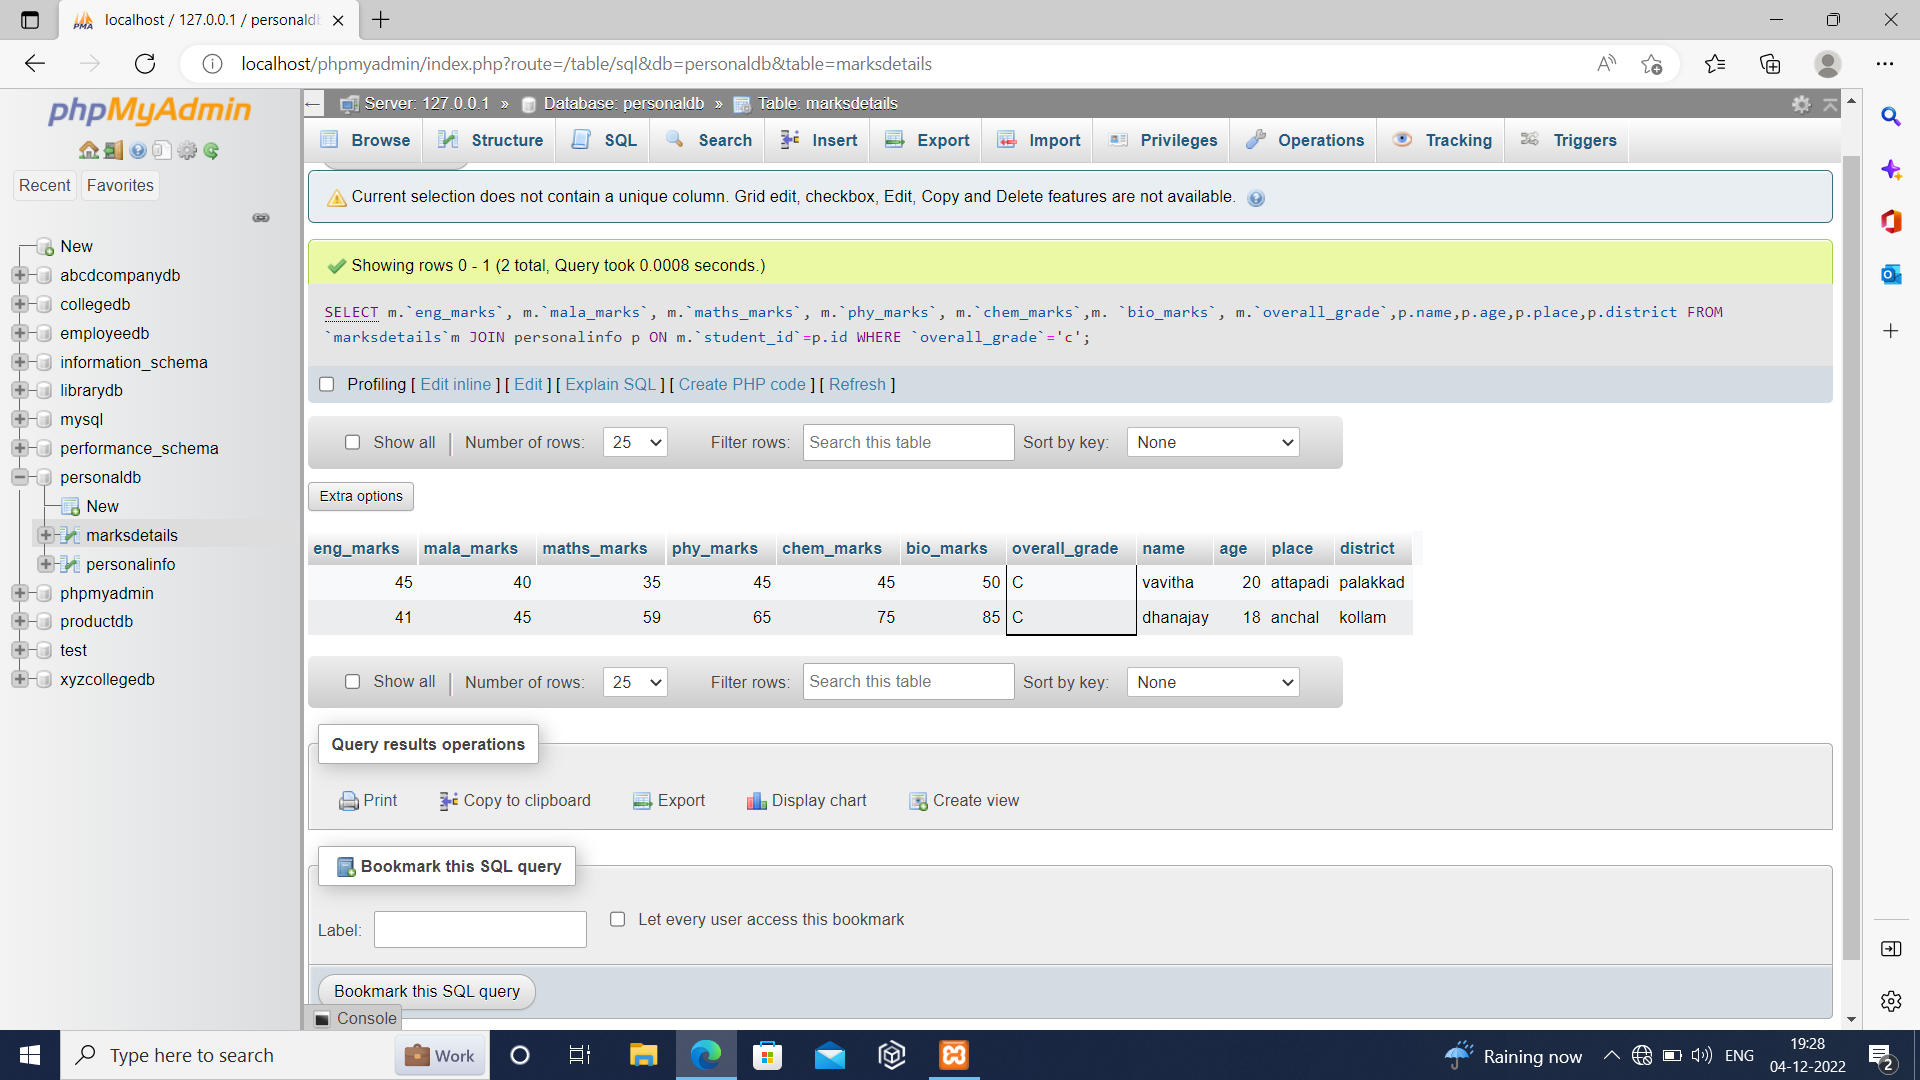 localhost / 127.0.0.1 / personaldb
localhost/phpmyadmin/index.php?route=/table/sql&db=personaldb&table=marksdetails
phpMyAdmin
Recent
Favorites
New
abcdcompanydb
collegedb
employeedb
information_schema
librarydb
mysql
performance_schema
personaldb
New
marksdetails
personalinfo
phpmyadmin
productdb
test
xyzcollegedb
Server: 127.0.0.1 » Database: personaldb » Table: marksdetails
Browse Structure SQL Search Insert Export Import Privileges Operations Tracking Triggers
Current selection does not contain a unique column. Grid edit, checkbox, Edit, Copy and Delete features are not available.
Showing rows 0 - 1 (2 total, Query took 0.0008 seconds.)
SELECT m.`eng_marks`, m.`mala_marks`, m.`maths_marks`, m.`phy_marks`, m.`chem_marks`,m. `bio_marks`, m.`overall_grade`,p.name,p.age,p.place,p.district FROM
`marksdetails`m JOIN personalinfo p ON m.`student_id`=p.id WHERE `overall_grade`='c';
Profiling [ Edit inline ] [ Edit ] [ Explain SQL ] [ Create PHP code ] [ Refresh ]
Show all | Number of rows: 25 Filter rows: Search this table Sort by key: None
Extra options
eng_marks mala_marks maths_marks phy_marks chem_marks bio_marks overall_grade name age place district
45 40 35 45 45 50 C vavitha 20 attapadi palakkad
41 45 59 65 75 85 C dhanajay 18 anchal kollam
Show all | Number of rows: 25 Filter rows: Search this table Sort by key: None
Query results operations
Print Copy to clipboard Export Display chart Create view
Bookmark this SQL query
Label: Let every user access this bookmark
Bookmark this SQL query
Console
Type here to search
Work
Raining now
ENG
19:28
04-12-2022
2